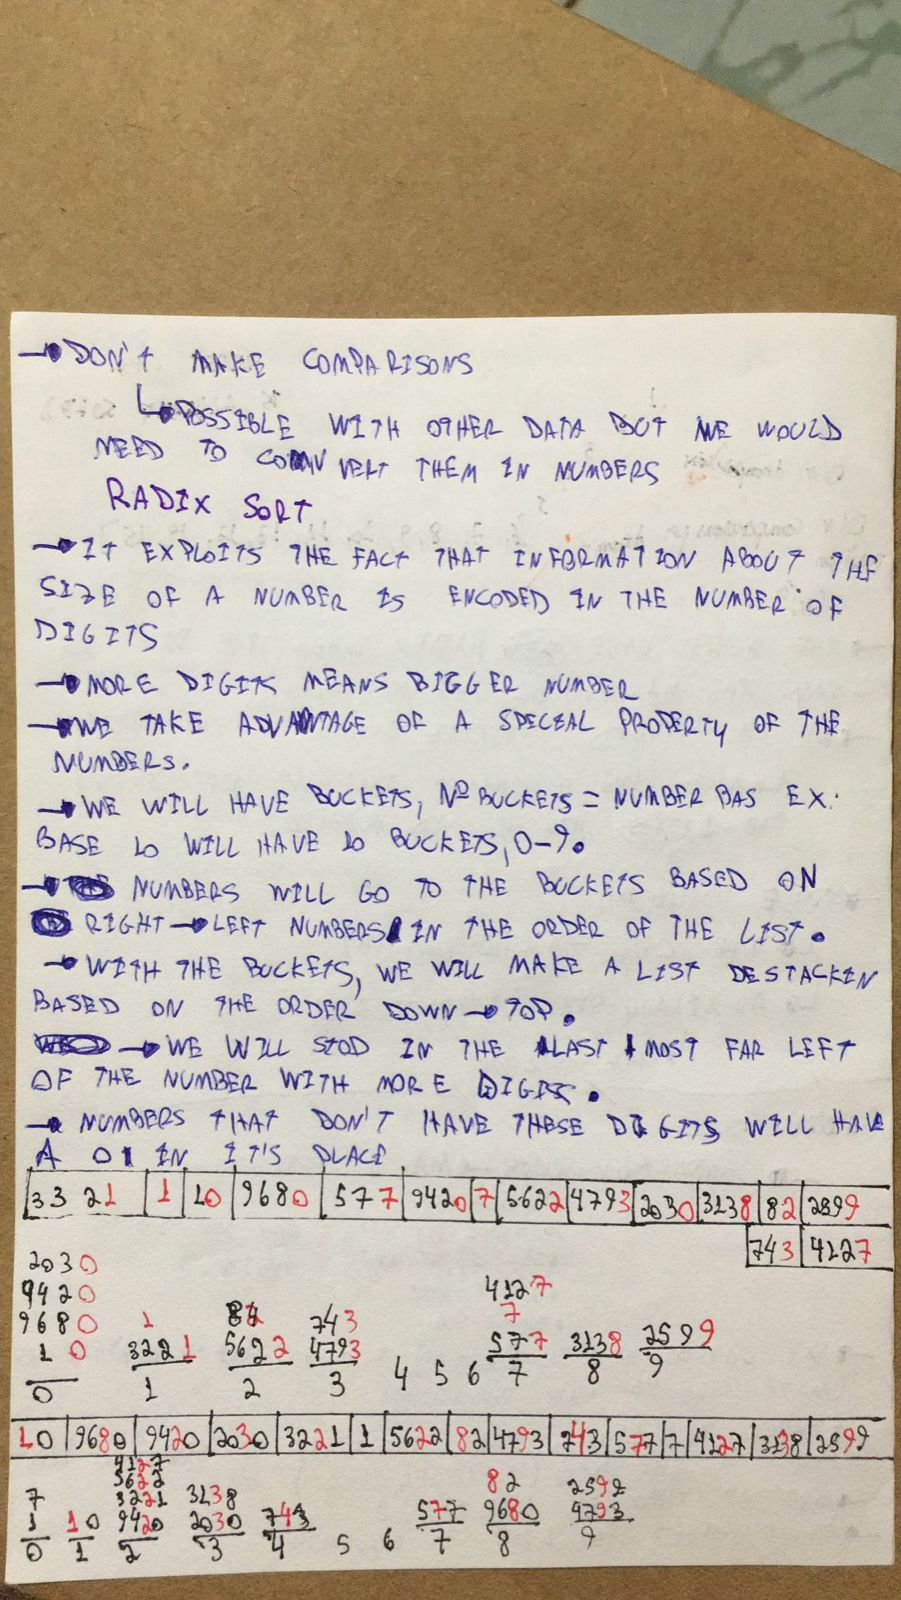 → DON'T MAKE COMPARISONS
↳ POSSIBLE WITH OTHER DATA BUT WE WOULD
NEED TO CONVERT THEM IN NUMBERS
RADIX SORT
→ IT EXPLOITS THE FACT THAT INFORMATION ABOUT THE
SIZE OF A NUMBER IS ENCODED IN THE NUMBER OF
DIGITS
→ MORE DIGITS MEANS BIGGER NUMBER
→ WE TAKE ADVANTAGE OF A SPECIAL PROPERTY OF THE
NUMBERS.
→ WE WILL HAVE BUCKETS, Nº BUCKETS = NUMBER BAS EX:
BASE 10 WILL HAVE 10 BUCKETS, 0-9.
→ NUMBERS WILL GO TO THE BUCKETS BASED ON
RIGHT → LEFT NUMBERS IN THE ORDER OF THE LIST.
→ WITH THE BUCKETS, WE WILL MAKE A LIST DESTACKEN
BASED ON THE ORDER DOWN → TOP.
→ WE WILL STOD IN THE LAST MOST FAR LEFT
OF THE NUMBER WITH MORE DIGITS.
→ NUMBERS THAT DON'T HAVE THESE DIGITS WILL HAVE
A 0 IN IT'S PLACE
3321 1 10 9680 577 9420 7 5622 4793 2030 3138 82 2599
743 4127
2030
9420 4127
9680 1 82 743 7
10 3221 5622 4793 577 3138 2599
0 1 2 3 4 5 6 7 8 9
10 9680 9420 2030 3221 1 5622 82 4793 743 577 7 4127 3138 2599
4127
5622
7 3221 3138 82 2599
1 10 9420 2030 743 577 9680 4793
0 1 2 3 4 5 6 7 8 9